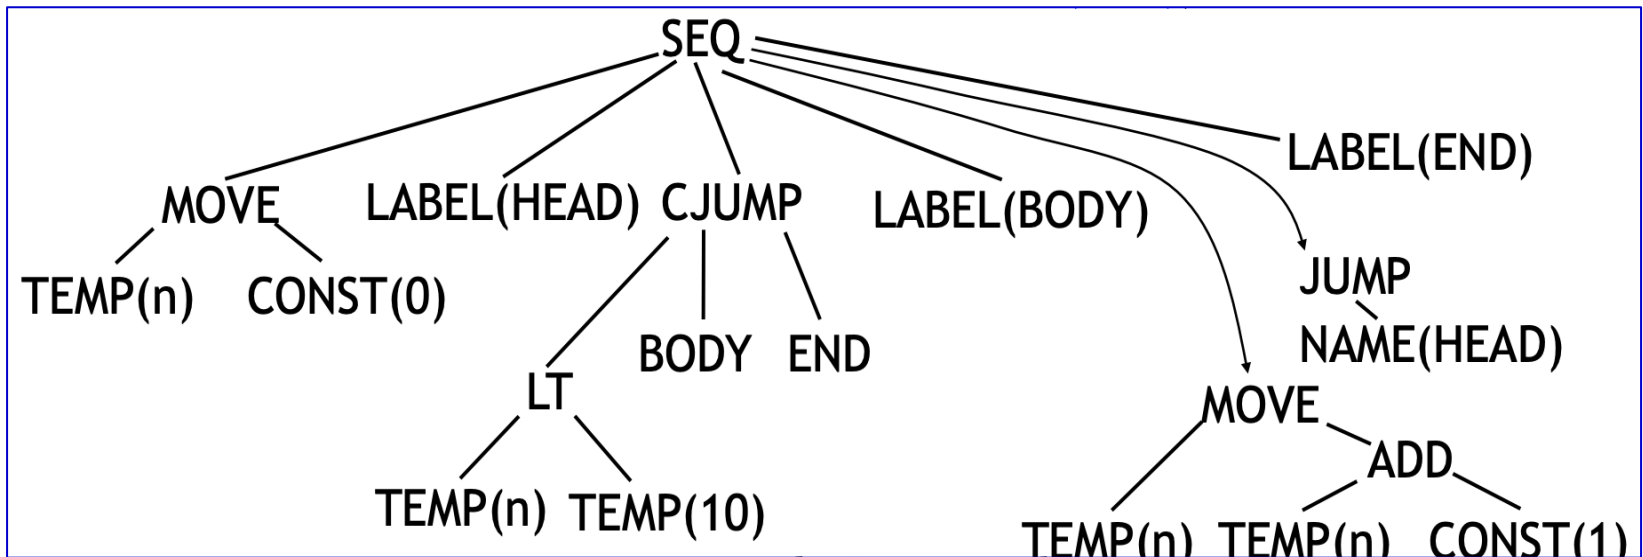 SEQ
LABEL(END)
MOVE LABEL(HEAD) CJUMP LABEL(BODY)
JUMP
TEMP(n) CONST(0)
NAME(HEAD)
BODY END
LT
MOVE
ADD
TEMP(n) TEMP(10)
TEMP(n) TEMP(n) CONST(1)